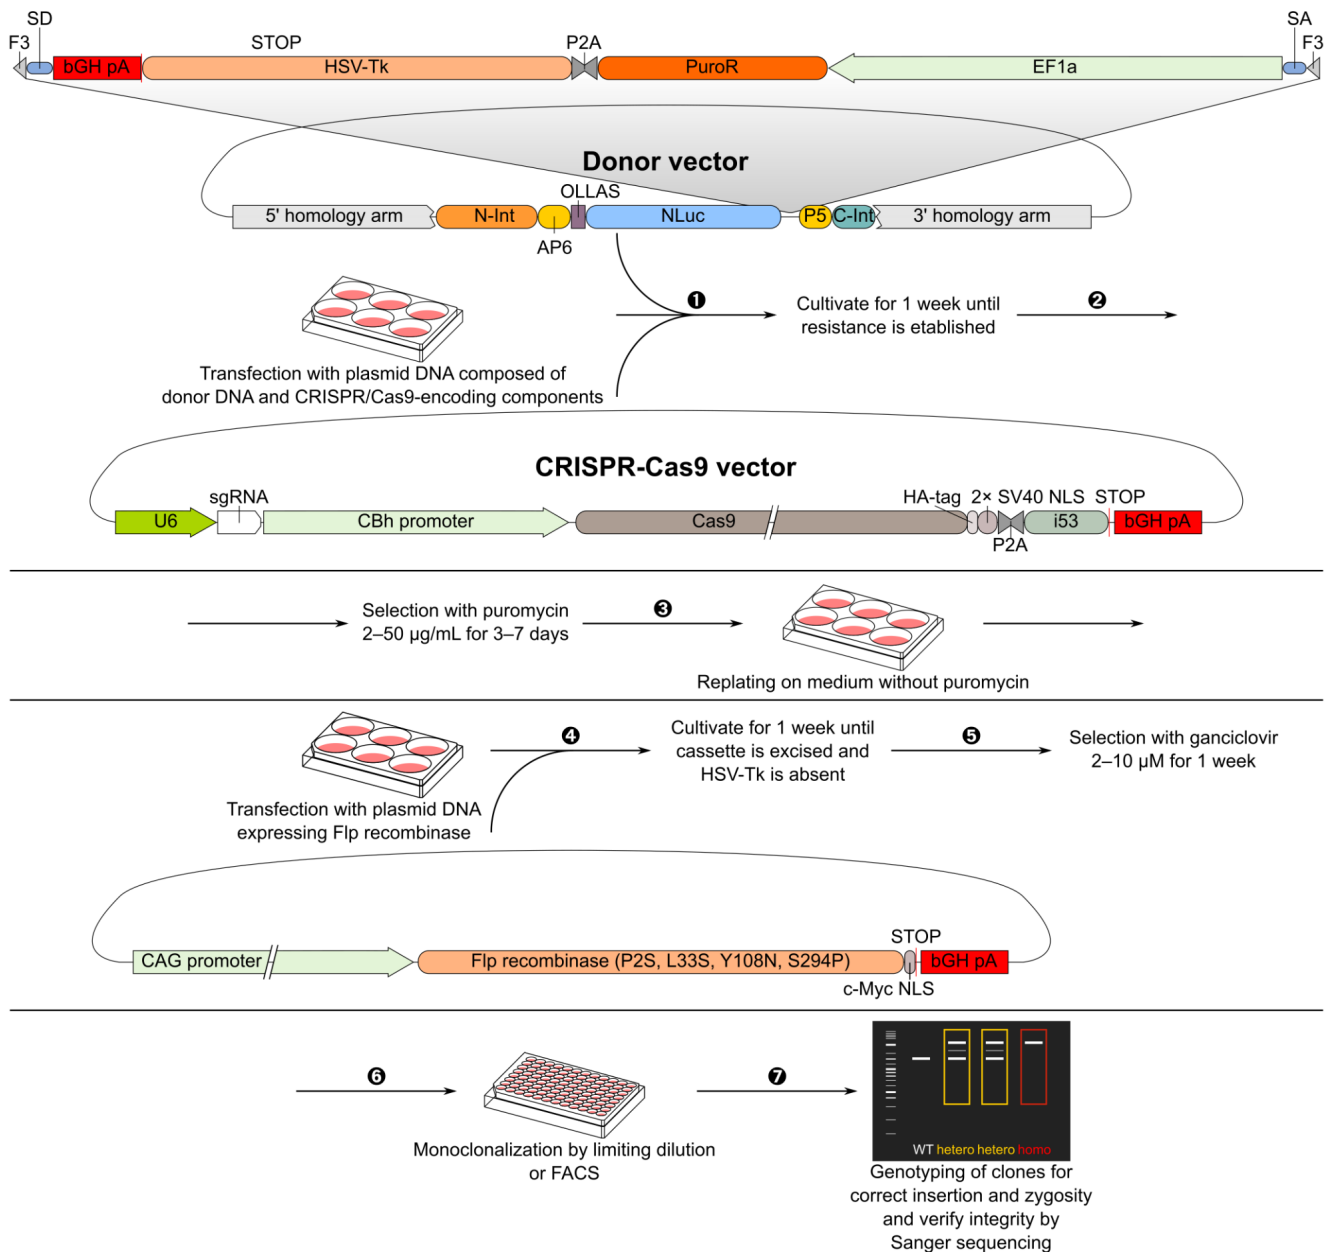 SD
SA
F3
STOP
P2A
F3
bGH pA
HSV-Tk
PuroR
EF1a
Donor vector
OLLAS
5' homology arm
N-Int
NLuc
P5
C-Int
3' homology arm
AP6
❶
Cultivate for 1 week until
resistance is etablished
❷
Transfection with plasmid DNA composed of
donor DNA and CRISPR/Cas9-encoding components
CRISPR-Cas9 vector
sgRNA
HA-tag
2× SV40 NLS
STOP
U6
CBh promoter
Cas9
i53
bGH pA
P2A
Selection with puromycin
2–50 µg/mL for 3–7 days
❸
Replating on medium without puromycin
Transfection with plasmid DNA
expressing Flp recombinase
❹
Cultivate for 1 week until
cassette is excised and
HSV-Tk is absent
❺
Selection with ganciclovir
2–10 µM for 1 week
STOP
CAG promoter
Flp recombinase (P2S, L33S, Y108N, S294P)
bGH pA
c-Myc NLS
❻
Monoclonalization by limiting dilution
or FACS
❼
WT hetero hetero homo
Genotyping of clones for
correct insertion and zygosity
and verify integrity by
Sanger sequencing